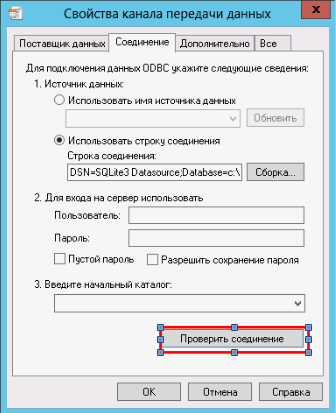 Свойства канала передачи данных
x
Поставщик данных Соединение Дополнительно Все
Для подключения данных ODBC укажите следующие сведения:
1. Источник данных:
Использовать имя источника данных
Обновить
Использовать строку соединения
Строка соединения:
DSN=SQLite3 Datasource;Database=c:\ Сборка...
2. Для входа на сервер использовать
Пользователь:
Пароль:
Пустой пароль Разрешить сохранение пароля
3. Введите начальный каталог:
Проверить соединение
OK Отмена Справка